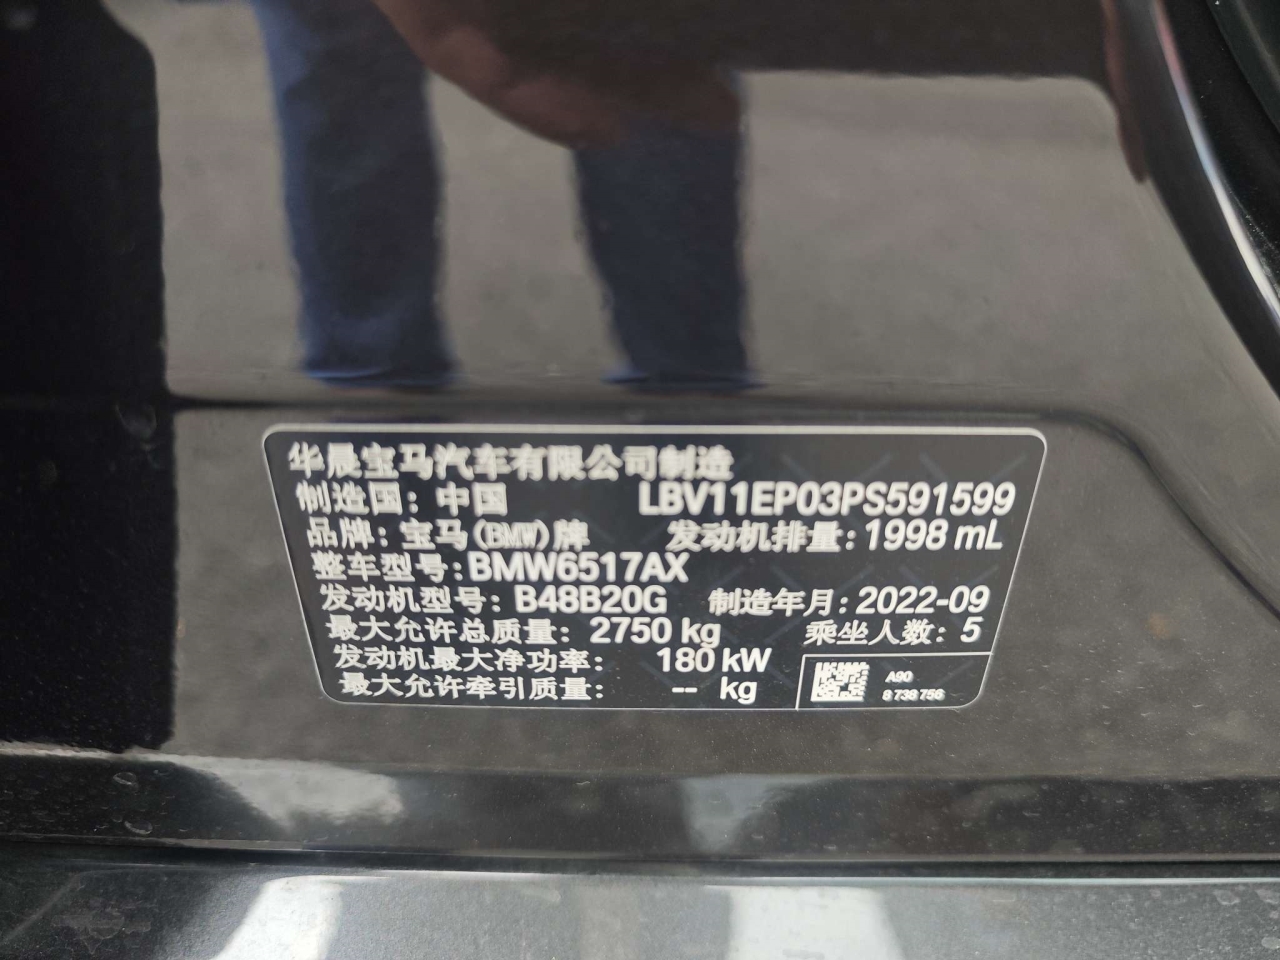 华晨宝马汽车有限公司制造
制造国：中国 LBV11EP03PS591599
品牌：宝马(BMW)牌 发动机排量：1998 mL
整车型号：BMW6517AX
发动机型号：B48B20G 制造年月：2022-09
最大允许总质量：2750 kg 乘坐人数：5
发动机最大净功率：180 kW
最大允许牵引质量：-- kg
A90
8 738 756